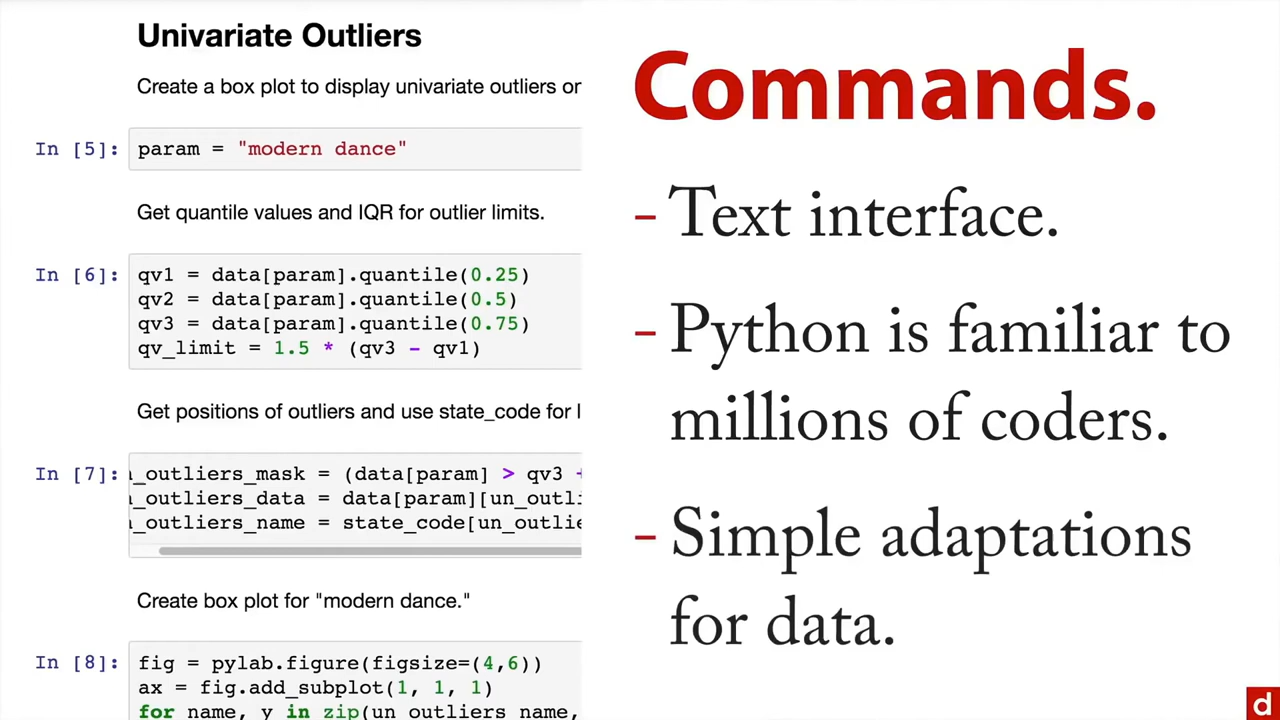 Univariate Outliers
Create a box plot to display univariate outliers or
In [5]: param = "modern dance"
Get quantile values and IQR for outlier limits.
In [6]: qv1 = data[param].quantile(0.25)
qv2 = data[param].quantile(0.5)
qv3 = data[param].quantile(0.75)
qv_limit = 1.5 * (qv3 - qv1)
Get positions of outliers and use state_code for l
In [7]: n_outliers_mask = (data[param] > qv3 +
n_outliers_data = data[param][un_outli
n_outliers_name = state_code[un_outlie
Create box plot for "modern dance."
In [8]: fig = pylab.figure(figsize=(4,6))
ax = fig.add_subplot(1, 1, 1)
for name, y in zip(un_outliers_name,
Commands.
- Text interface.
- Python is familiar to
millions of coders.
- Simple adaptations
for data.
d